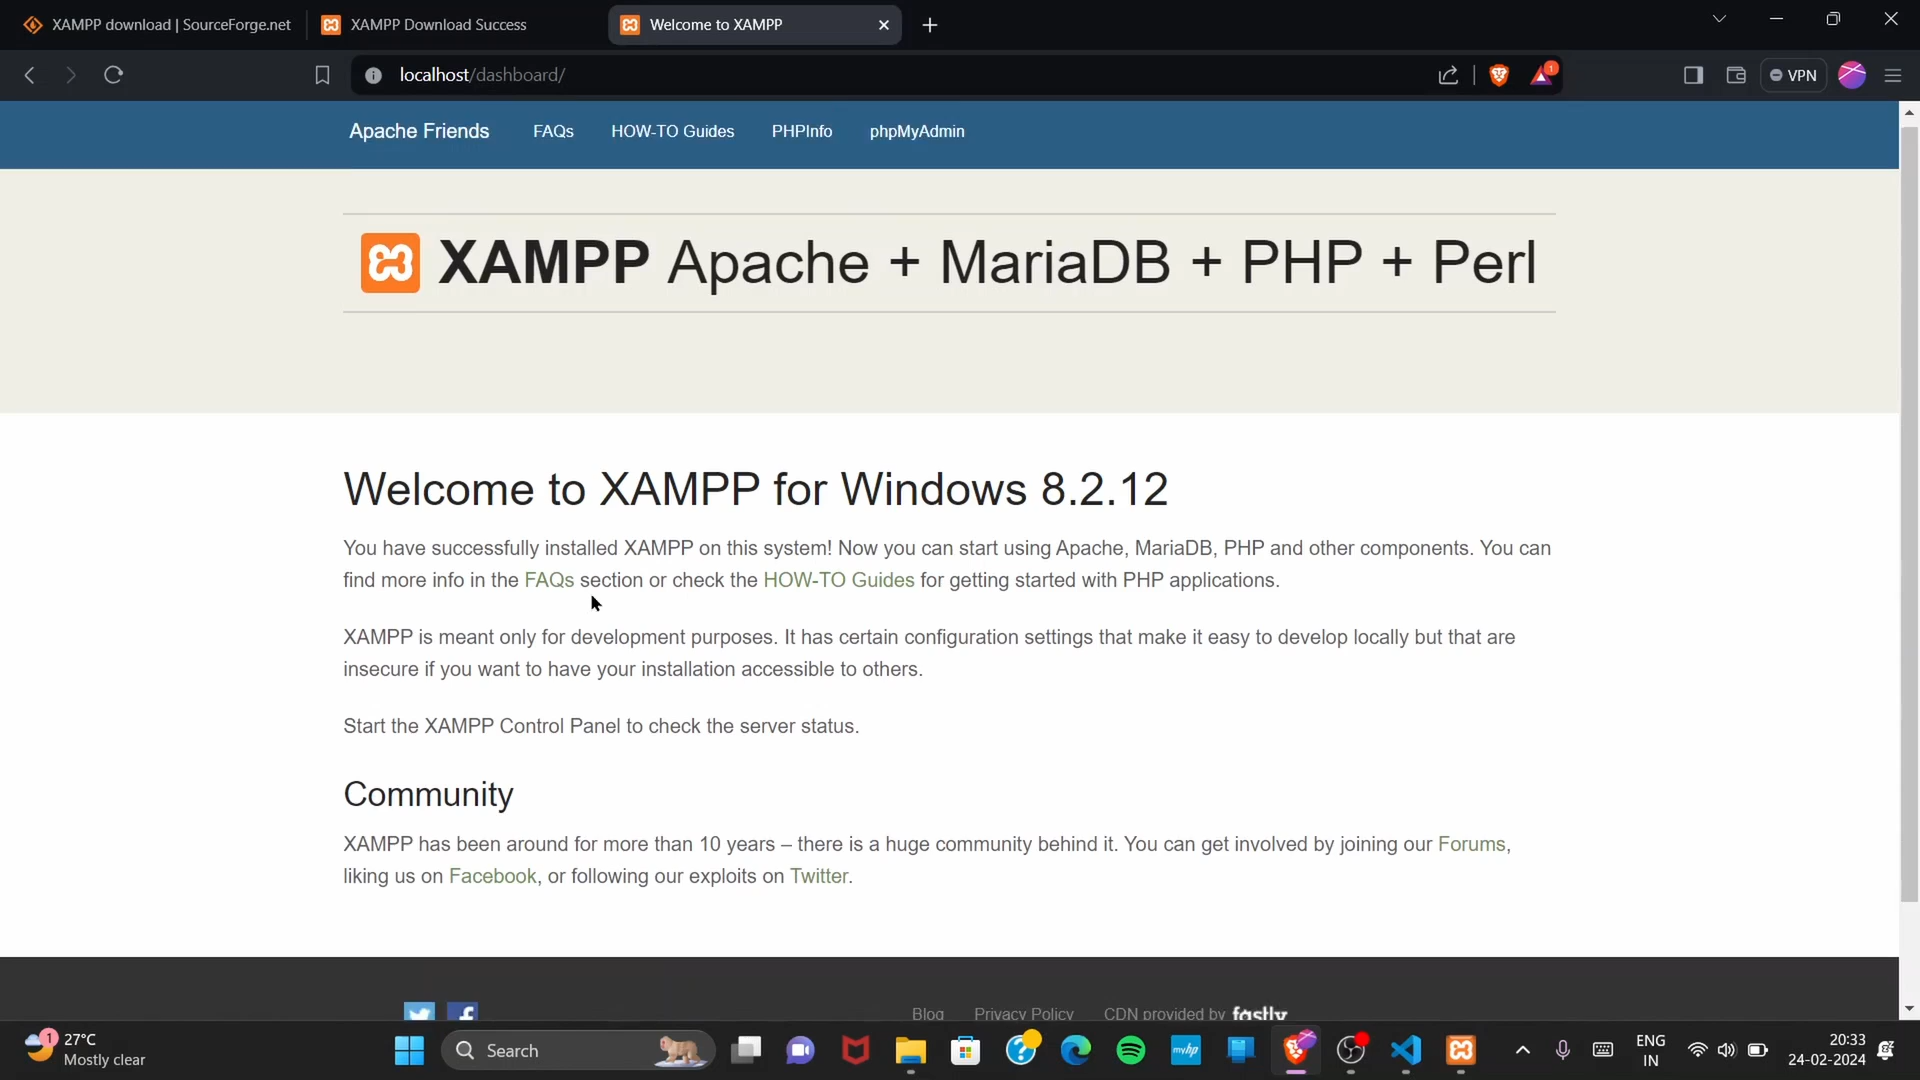 XAMPP download | SourceForge.net
XAMPP Download Success
Welcome to XAMPP
localhost/dashboard/
1
VPN
Apache Friends FAQs HOW-TO Guides PHPInfo phpMyAdmin
XAMPP Apache + MariaDB + PHP + Perl
Welcome to XAMPP for Windows 8.2.12
You have successfully installed XAMPP on this system! Now you can start using Apache, MariaDB, PHP and other components. You can
find more info in the FAQs section or check the HOW-TO Guides for getting started with PHP applications.
XAMPP is meant only for development purposes. It has certain configuration settings that make it easy to develop locally but that are
insecure if you want to have your installation accessible to others.
Start the XAMPP Control Panel to check the server status.
Community
XAMPP has been around for more than 10 years – there is a huge community behind it. You can get involved by joining our Forums,
liking us on Facebook, or following our exploits on Twitter.
Blog Privacy Policy CDN provided by fastly
1
27°C
Mostly clear
Search
myhp
ENG
IN
20:33
24-02-2024